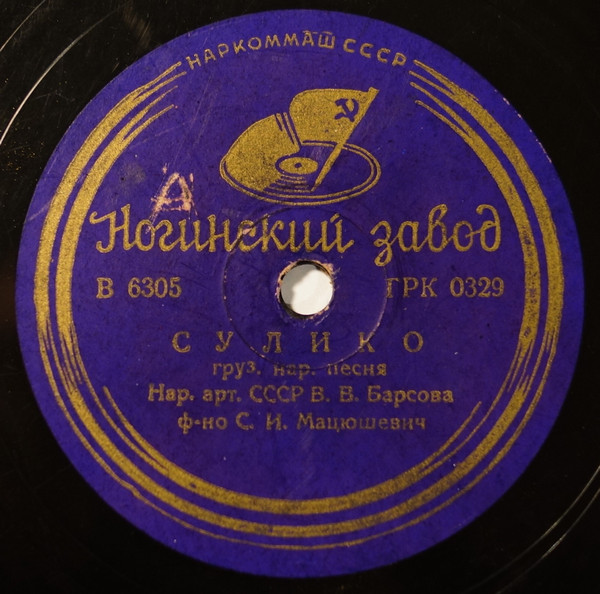 НАРКОММАШ СССР
А
Ногинский завод
В 6305 ГРК 0329
СУЛИКО
груз. нар. песня
Нар. арт. СССР В. В. Барсова
ф-но С. И. Мацюшевич